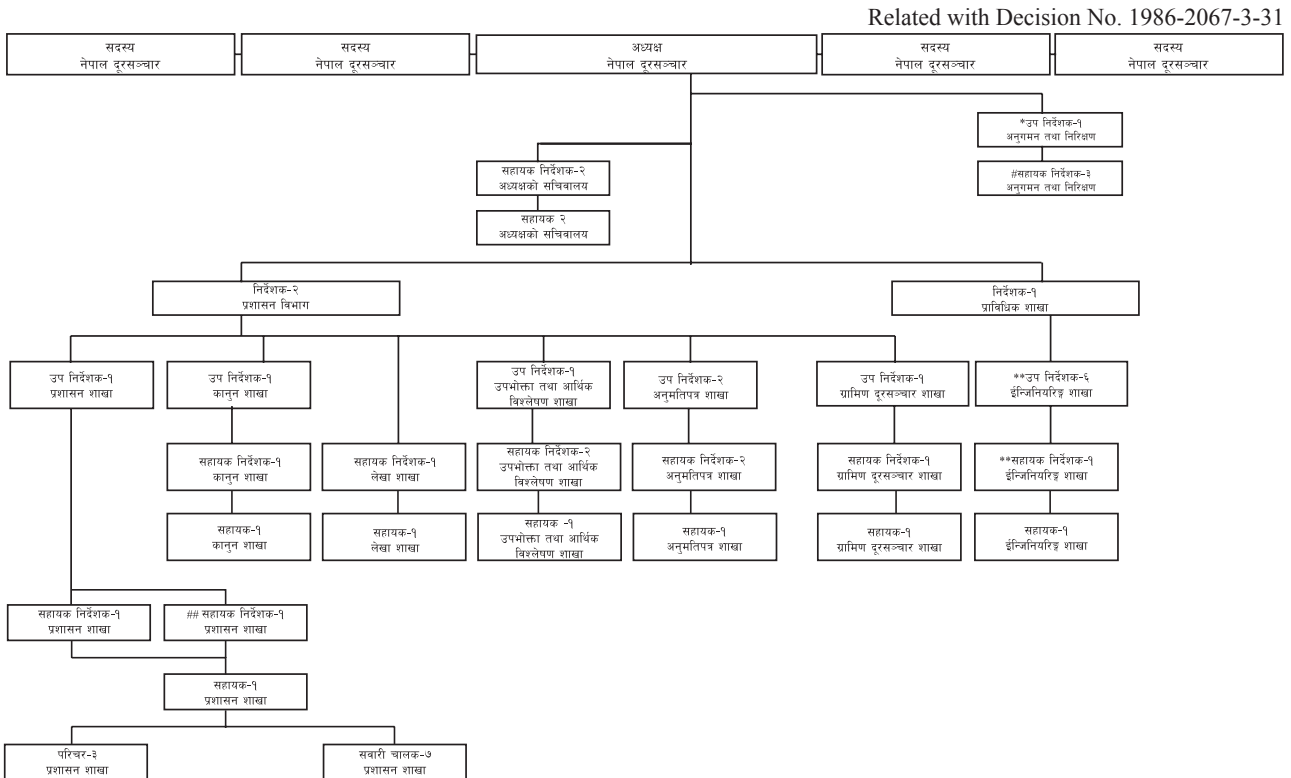 Related with Decision No. 1986-2067-3-31
सदस्य
नेपाल दूरसञ्चार
सदस्य
नेपाल दूरसञ्चार
अध्यक्ष
नेपाल दूरसञ्चार
सदस्य
नेपाल दूरसञ्चार
सदस्य
नेपाल दूरसञ्चार
*उप निर्देशक-१
अनुगमन तथा निरिक्षण
#सहायक निर्देशक-३
अनुगमन तथा निरिक्षण
सहायक निर्देशक-२
अध्यक्षको सचिवालय
सहायक २
अध्यक्षको सचिवालय
निर्देशक-२
प्रशासन विभाग
निर्देशक-१
प्राविधिक शाखा
उप निर्देशक-१
प्रशासन शाखा
उप निर्देशक-१
कानुन शाखा
उप निर्देशक-१
उपभोक्ता तथा आर्थिक
विश्लेषण शाखा
उप निर्देशक-२
अनुमतिपत्र शाखा
उप निर्देशक-१
ग्रामिण दूरसञ्चार शाखा
**उप निर्देशक-६
ईन्जिनियरिङ्ग शाखा
सहायक निर्देशक-१
कानुन शाखा
सहायक निर्देशक-१
लेखा शाखा
सहायक निर्देशक-२
उपभोक्ता तथा आर्थिक
विश्लेषण शाखा
सहायक निर्देशक-२
अनुमतिपत्र शाखा
सहायक निर्देशक-१
ग्रामिण दूरसञ्चार शाखा
**सहायक निर्देशक-१
ईन्जिनियरिङ्ग शाखा
सहायक-१
कानुन शाखा
सहायक-१
लेखा शाखा
सहायक -१
उपभोक्ता तथा आर्थिक
विश्लेषण शाखा
सहायक-१
अनुमतिपत्र शाखा
सहायक-१
ग्रामिण दूरसञ्चार शाखा
सहायक-१
ईन्जिनियरिङ्ग शाखा
सहायक निर्देशक-१
प्रशासन शाखा
## सहायक निर्देशक-१
प्रशासन शाखा
सहायक-१
प्रशासन शाखा
परिचर-३
प्रशासन शाखा
सवारी चालक-७
प्रशासन शाखा